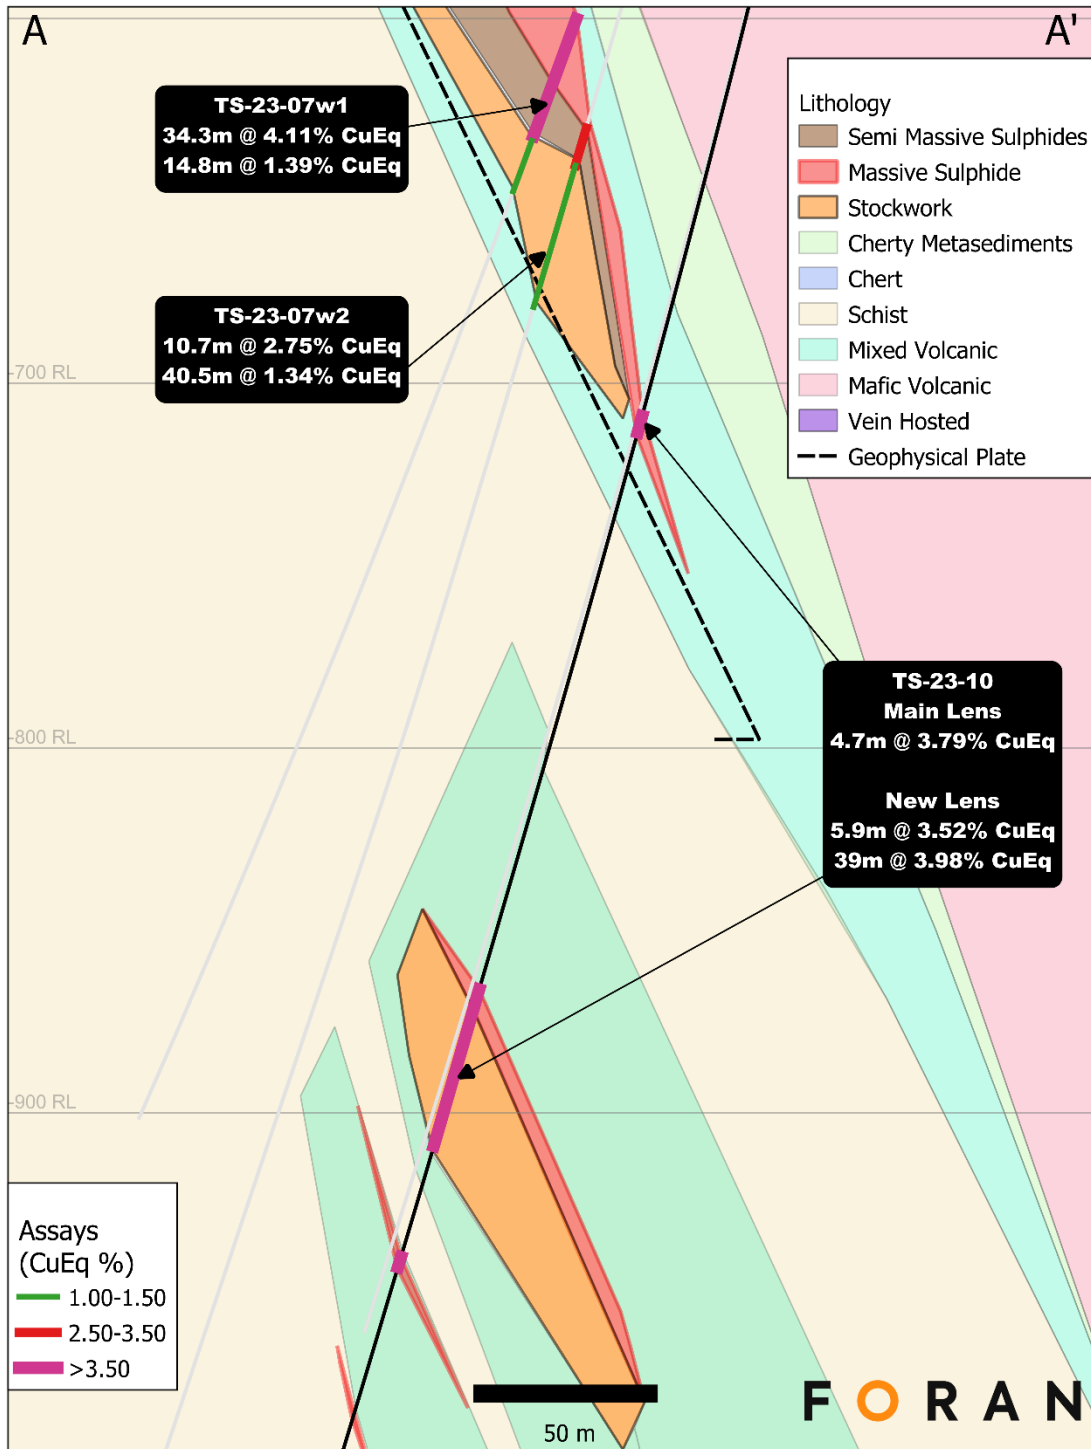 A
A'
TS-23-07w1
34.3m @ 4.11% CuEq
14.8m @ 1.39% CuEq
Lithology
Semi Massive Sulphides
Massive Sulphide
Stockwork
Cherty Metasediments
Chert
Schist
Mixed Volcanic
Mafic Volcanic
Vein Hosted
Geophysical Plate
TS-23-07w2
10.7m @ 2.75% CuEq
40.5m @ 1.34% CuEq
-700 RL
TS-23-10
Main Lens
4.7m @ 3.79% CuEq
New Lens
5.9m @ 3.52% CuEq
39m @ 3.98% CuEq
-800 RL
-900 RL
Assays
(CuEq %)
1.00-1.50
2.50-3.50
>3.50
50 m
FORAN